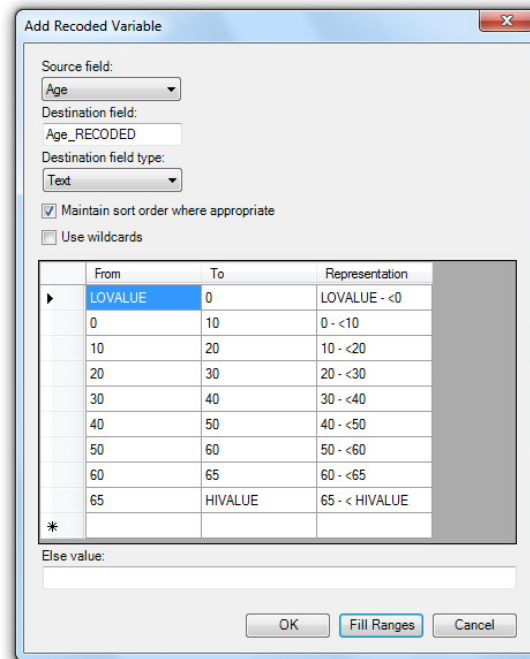 Add Recoded Variable
Source field:
Age
Destination field:
Age_RECODED
Destination field type:
Text
Maintain sort order where appropriate
Use wildcards
From To Representation
LOVALUE 0 LOVALUE - <0
0 10 0 - <10
10 20 10 - <20
20 30 20 - <30
30 40 30 - <40
40 50 40 - <50
50 60 50 - <60
60 65 60 - <65
65 HIVALUE 65 - < HIVALUE
Else value:
OK Fill Ranges Cancel